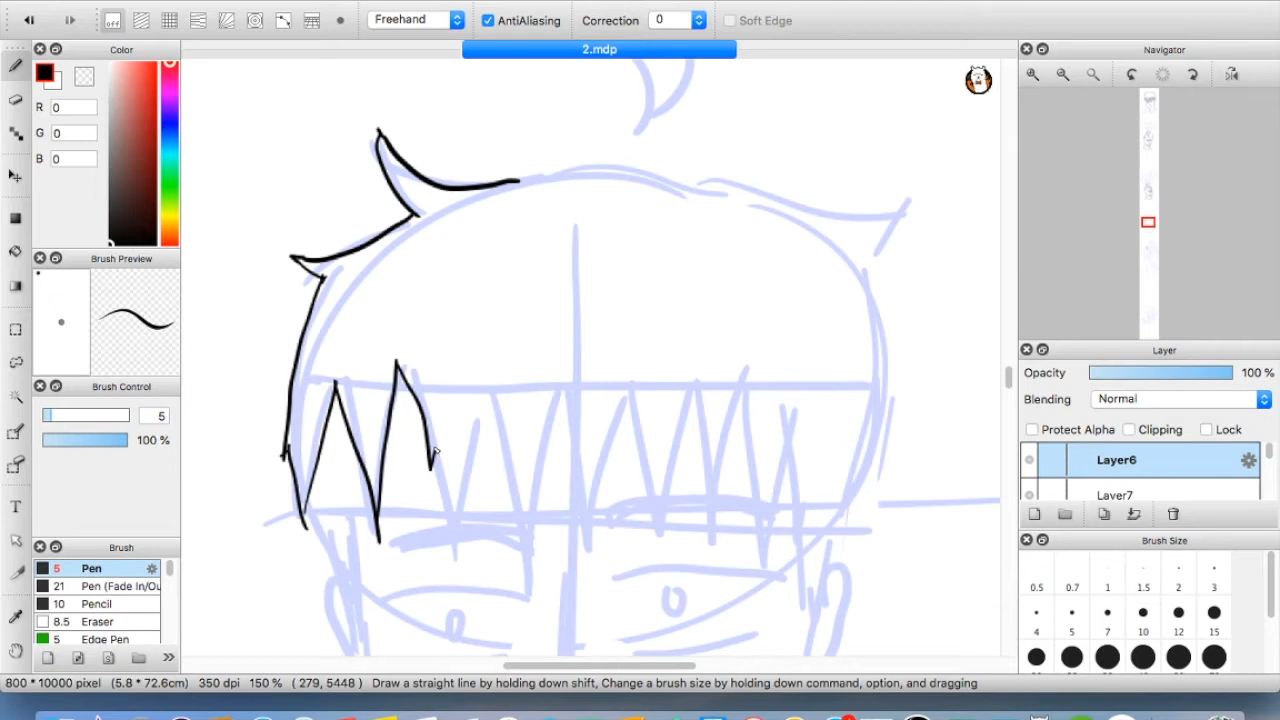 off
Freehand
AntiAliasing
Correction
0
Soft Edge
Color
2.mdp
Navigator
R
0
G
0
B
0
Brush Preview
Brush Control
5
100 %
Brush
5 Pen
21 Pen (Fade In/Ou
10 Pencil
8.5 Eraser
5 Edge Pen
Layer
Opacity
100 %
Blending
Normal
Protect Alpha
Clipping
Lock
Layer6
Layer7
Brush Size
0.5 0.7 1 1.5 2 3
4 5 7 10 12 15
T
800 * 10000 pixel (5.8 * 72.6cm) 350 dpi 150 % ( 279, 5448 ) Draw a straight line by holding down shift, Change a brush size by holding down command, option, and dragging